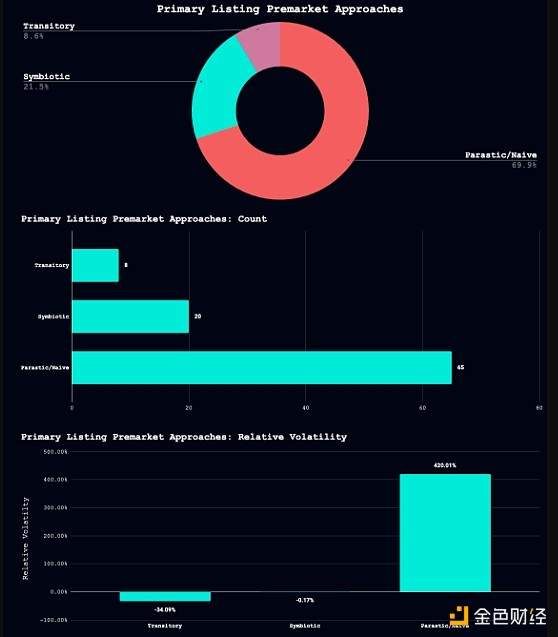 Primary Listing Premarket Approaches
Transitory
8.6%
Symbiotic
21.5%
Parastic/Naive
69.9%
Primary Listing Premarket Approaches: Count
Transitory
8
Symbiotic
20
Parastic/Naive
65
0 20 40 60 80
Primary Listing Premarket Approaches: Relative Volatility
500.00%
400.00%
300.00%
200.00%
100.00%
0.00%
-100.00%
Relative Volatilty
420.01%
-34.09%
-0.17%
Transitory Symbiotic Parastic/Naive
金色财经